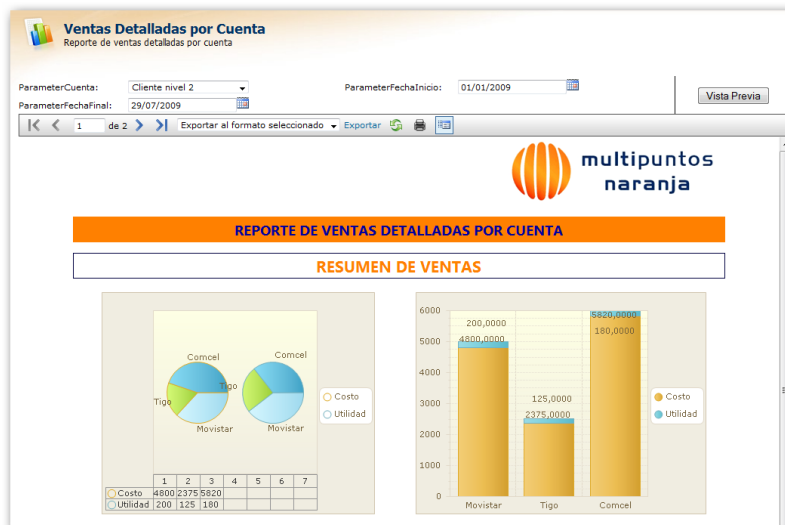 Ventas Detalladas por Cuenta
Reporte de ventas detalladas por cuenta
ParameterCuenta: Cliente nivel 2 ParameterFechaInicio: 01/01/2009
Vista Previa
ParameterFechaFinal: 29/07/2009
1 de 2 Exportar al formato seleccionado Exportar
multipuntos
naranja
REPORTE DE VENTAS DETALLADAS POR CUENTA
RESUMEN DE VENTAS
Comcel Comcel
Tigo Tigo
Movistar Movistar
Costo
Utilidad
1 2 3 4 5 6 7
Costo 4800 2375 5820
Utilidad 200 125 180
6000
5000
4000
3000
2000
1000
0
200,0000
4800,0000
125,0000
2375,0000
5820,0000
180,0000
Movistar Tigo Comcel
Costo
Utilidad